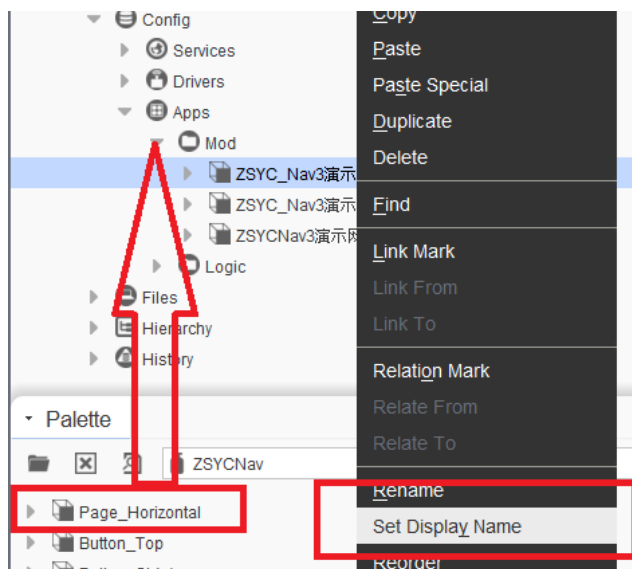 Config
Services
Drivers
Apps
Mod
ZSYC_Nav3演示
ZSYC_Nav3演示
ZSYCNav3演示
Logic
Files
Hierarchy
History
Copy
Paste
Paste Special
Duplicate
Delete
Find
Link Mark
Link From
Link To
Relation Mark
Relate From
Relate To
Rename
Set Display Name
Reorder
Palette
ZSYCNav
Page_Horizontal
Button_Top